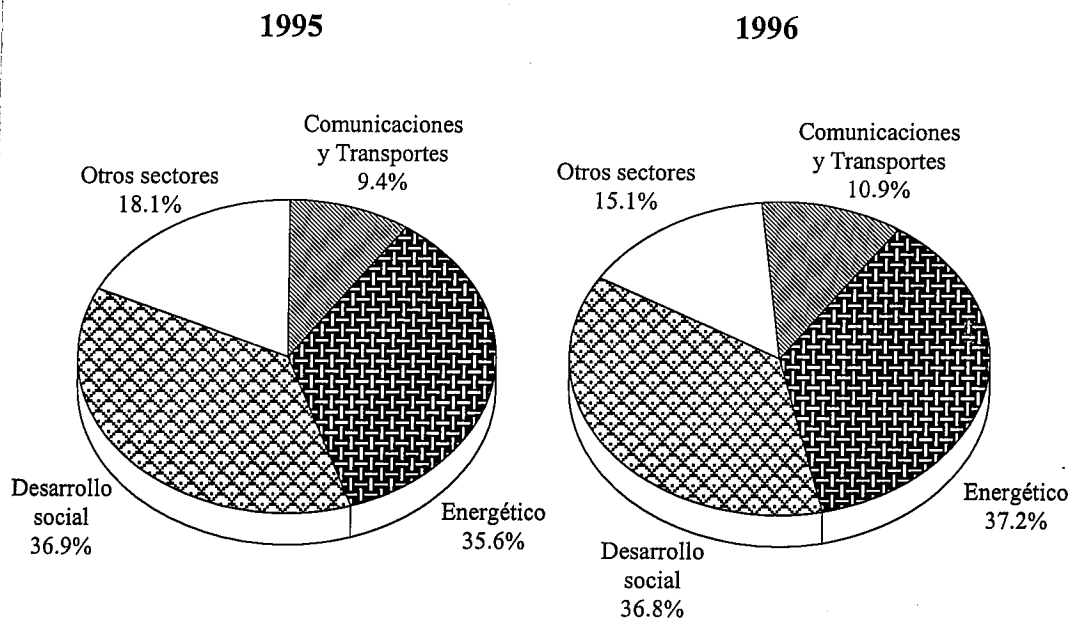 1995
Comunicaciones
y Transportes
9.4%
Otros sectores
18.1%
Desarrollo
social
36.9%
Energético
35.6%
1996
Comunicaciones
y Transportes
10.9%
Otros sectores
15.1%
Desarrollo
social
36.8%
Energético
37.2%